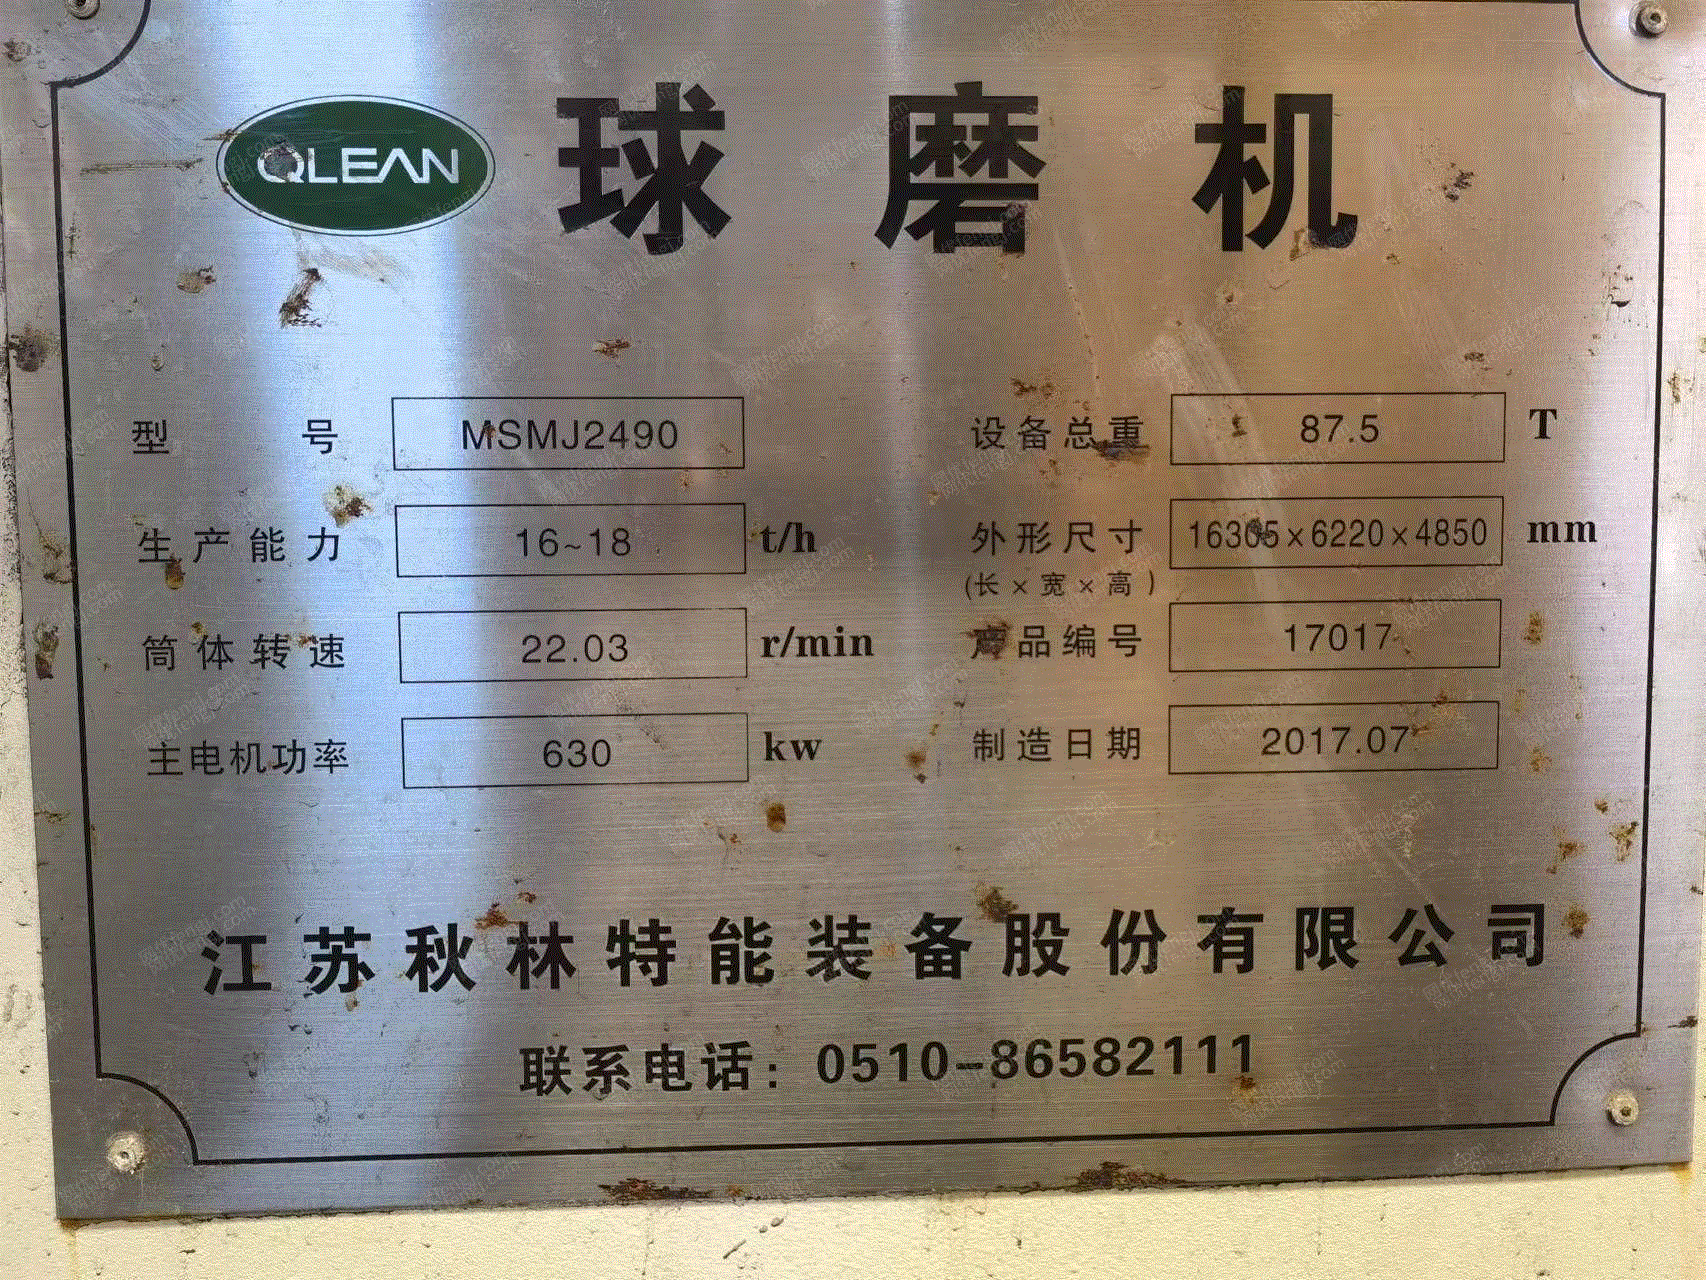 QLEAN 球磨机
型号 MSMJ2490 设备总重 87.5 T
生产能力 16~18 t/h 外形尺寸 16305×6220×4850 mm
(长×宽×高)
筒体转速 22.03 r/min 产品编号 17017
主电机功率 630 kw 制造日期 2017.07
江苏秋林特能装备股份有限公司
联系电话：0510-86582111